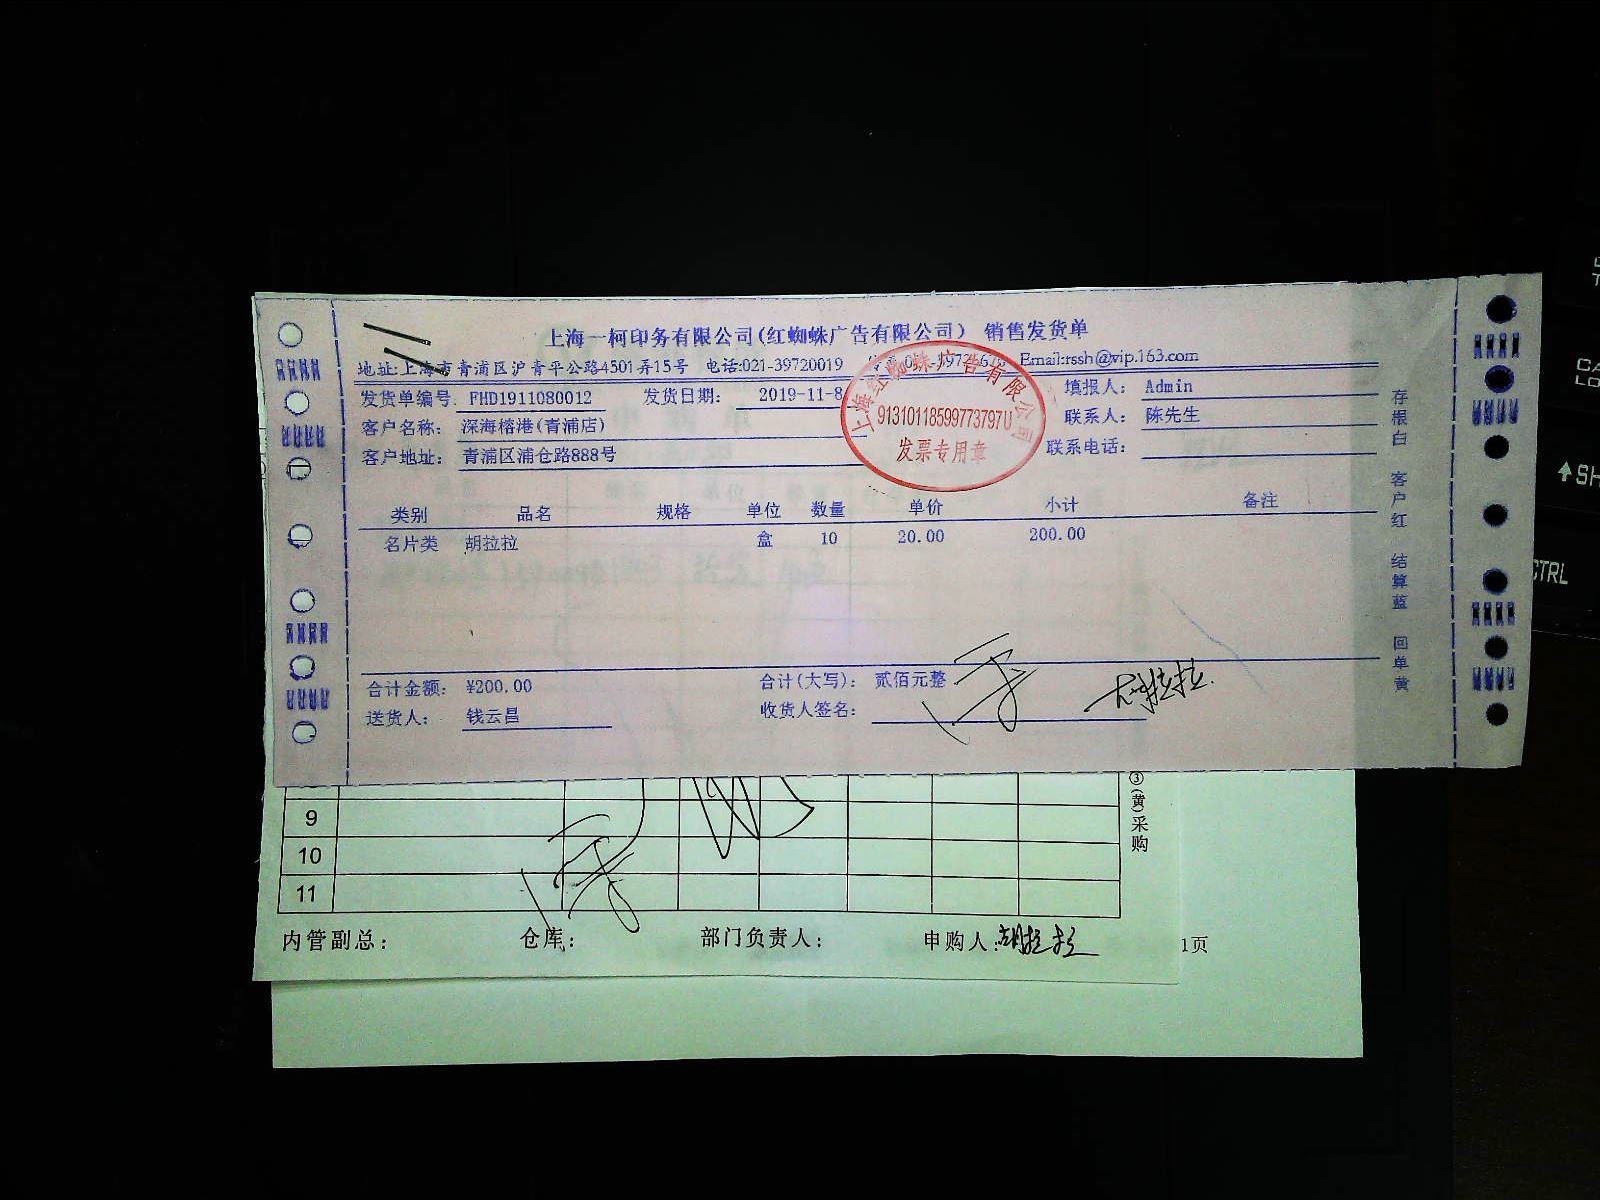 上海一柯印务有限公司(红蜘蛛广告有限公司) 销售发货单
地址:上海市青浦区沪青平公路4501弄15号 电话:021-39720019 Email:rssh@vip.163.com
发货单编号 FHD1911080012 发货日期: 2019-11-8 填报人: Admin
客户名称: 深海榕港(青浦店) 联系人: 陈先生
客户地址: 青浦区浦仓路888号 联系电话:
上海红蜘蛛广告有限公司
91310118599773797U
发票专用章
类别 品名 规格 单位 数量 单价 小计 备注
名片类 胡拉拉 盒 10 20.00 200.00
合计金额: ¥200.00 合计(大写): 贰佰元整
送货人: 钱云昌 收货人签名: 胡拉拉
存根白 客户红 结算蓝 回单黄
9
10
11
③(黄)采购
内管副总: 仓库: 部门负责人: 申购人: 胡拉拉
1页
SH
CTRL
CA
LO